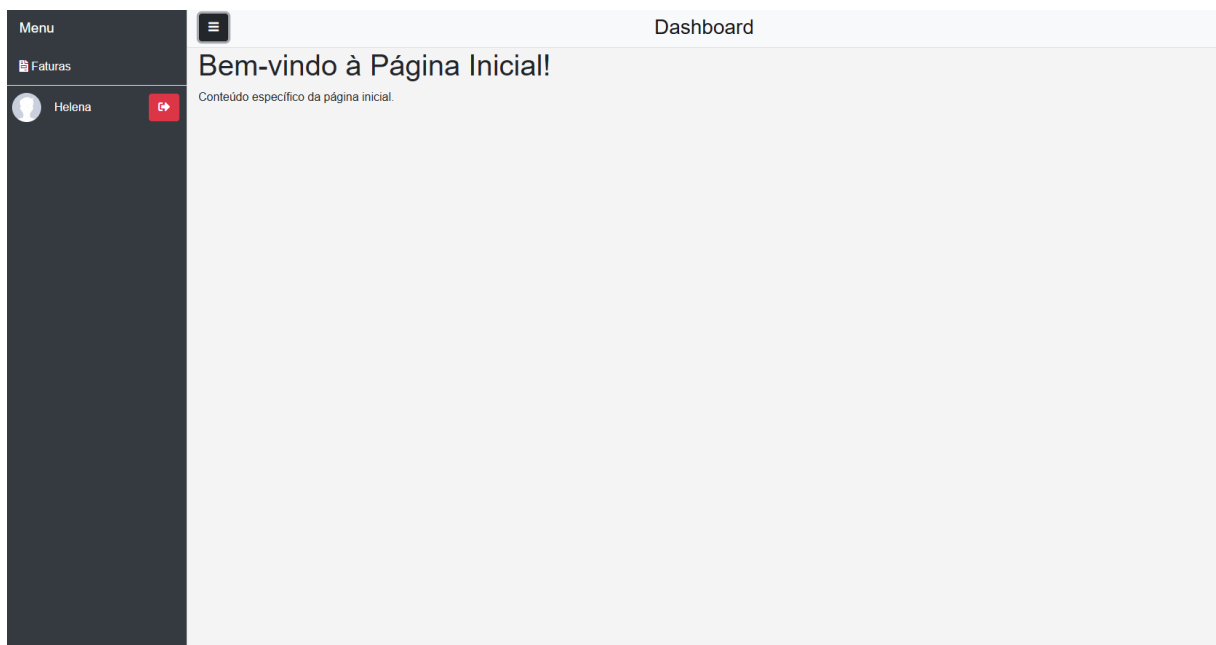 Menu
Faturas
Helena
Dashboard
Bem-vindo à Página Inicial!
Conteúdo específico da página inicial.